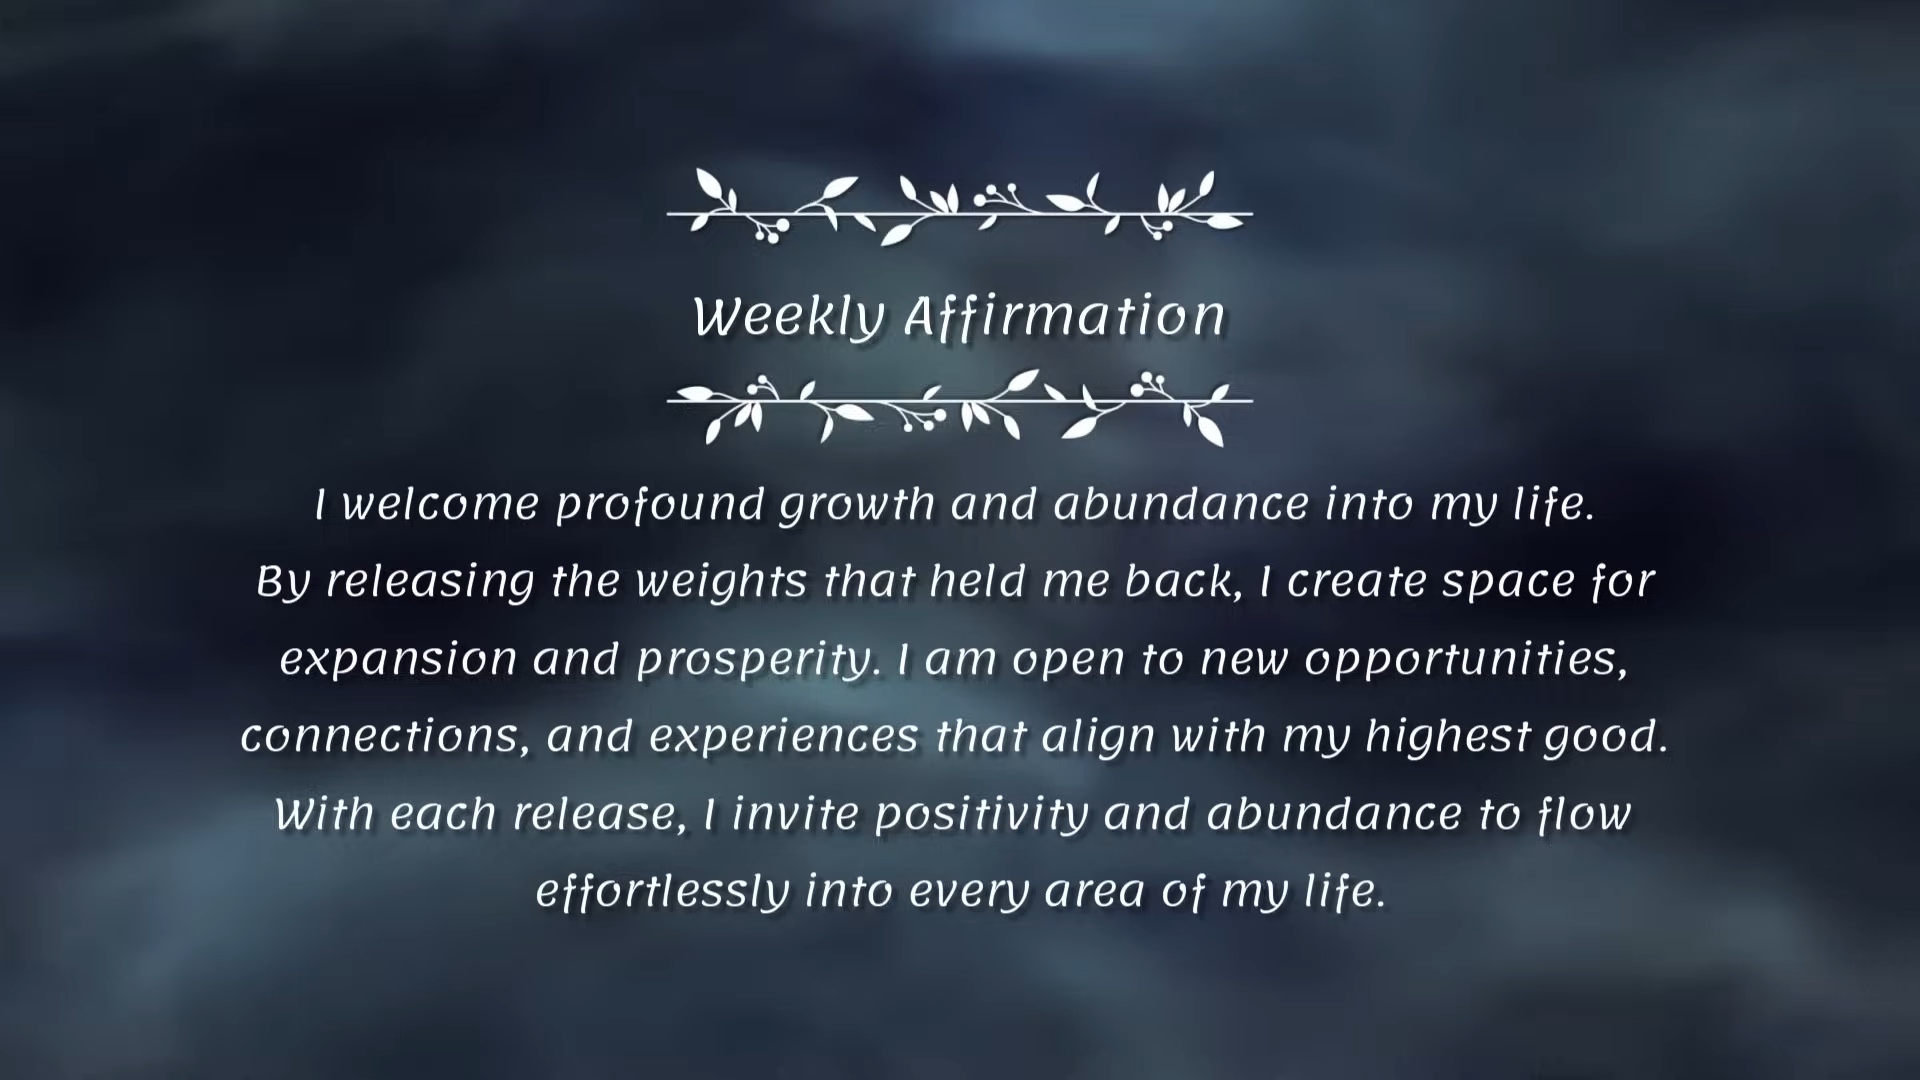 Weekly Affirmation
I welcome profound growth and abundance into my life.
By releasing the weights that held me back, I create space for
expansion and prosperity. I am open to new opportunities,
connections, and experiences that align with my highest good.
With each release, I invite positivity and abundance to flow
effortlessly into every area of my life.